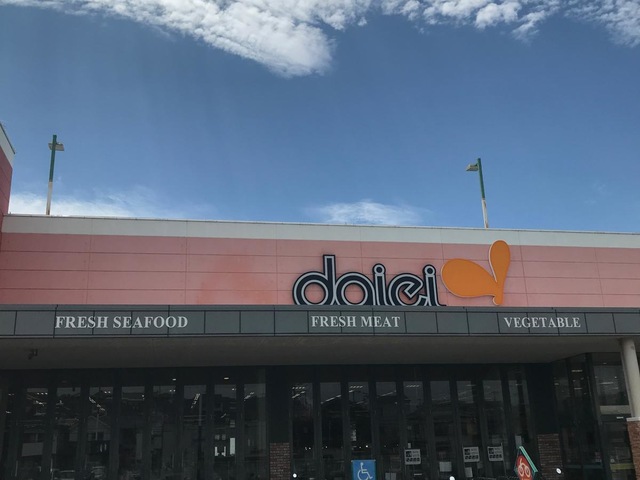 daiei
FRESH SEAFOOD
FRESH MEAT
VEGETABLE